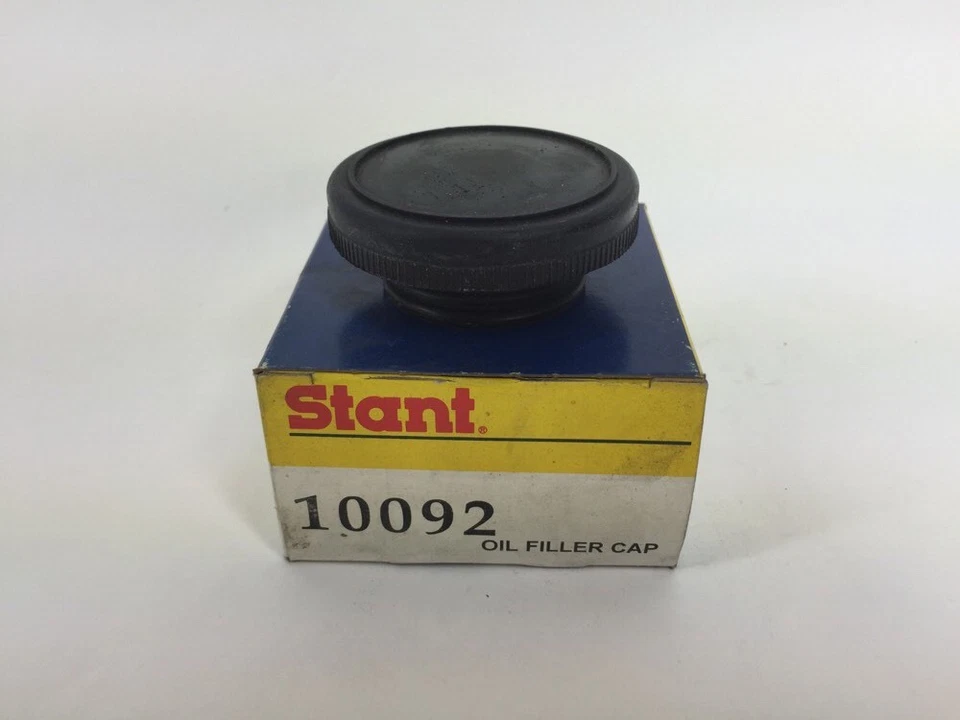 Stant®
10092
OIL FILLER CAP